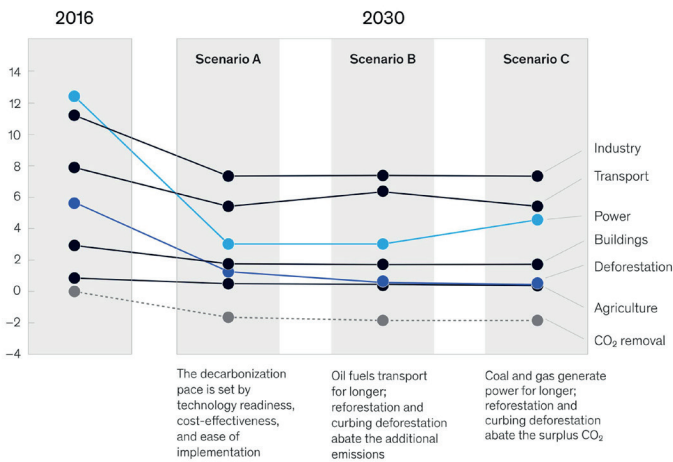 2016
2030
Scenario A
Scenario B
Scenario C
14
12
10
8
6
4
2
0
−2
−4
Industry
Transport
Power
Buildings
Deforestation
Agriculture
CO₂ removal
The decarbonization
pace is set by
technology readiness,
cost-effectiveness,
and ease of
implementation
Oil fuels transport
for longer;
reforestation and
curbing deforestation
abate the additional
emissions
Coal and gas generate
power for longer;
reforestation and
curbing deforestation
abate the surplus CO₂